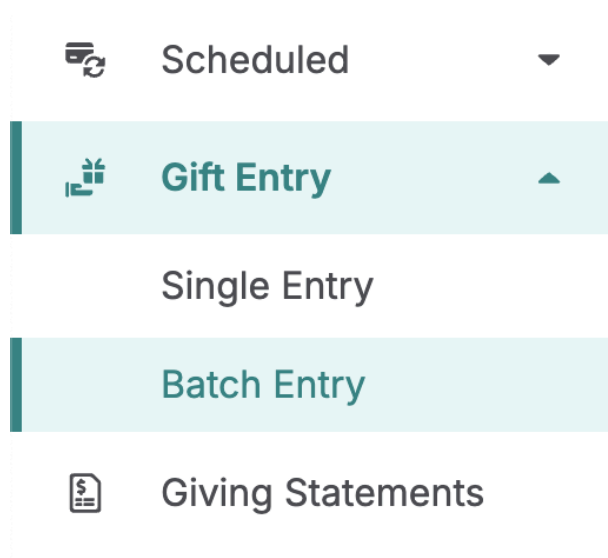 Scheduled
Gift Entry
Single Entry
Batch Entry
Giving Statements